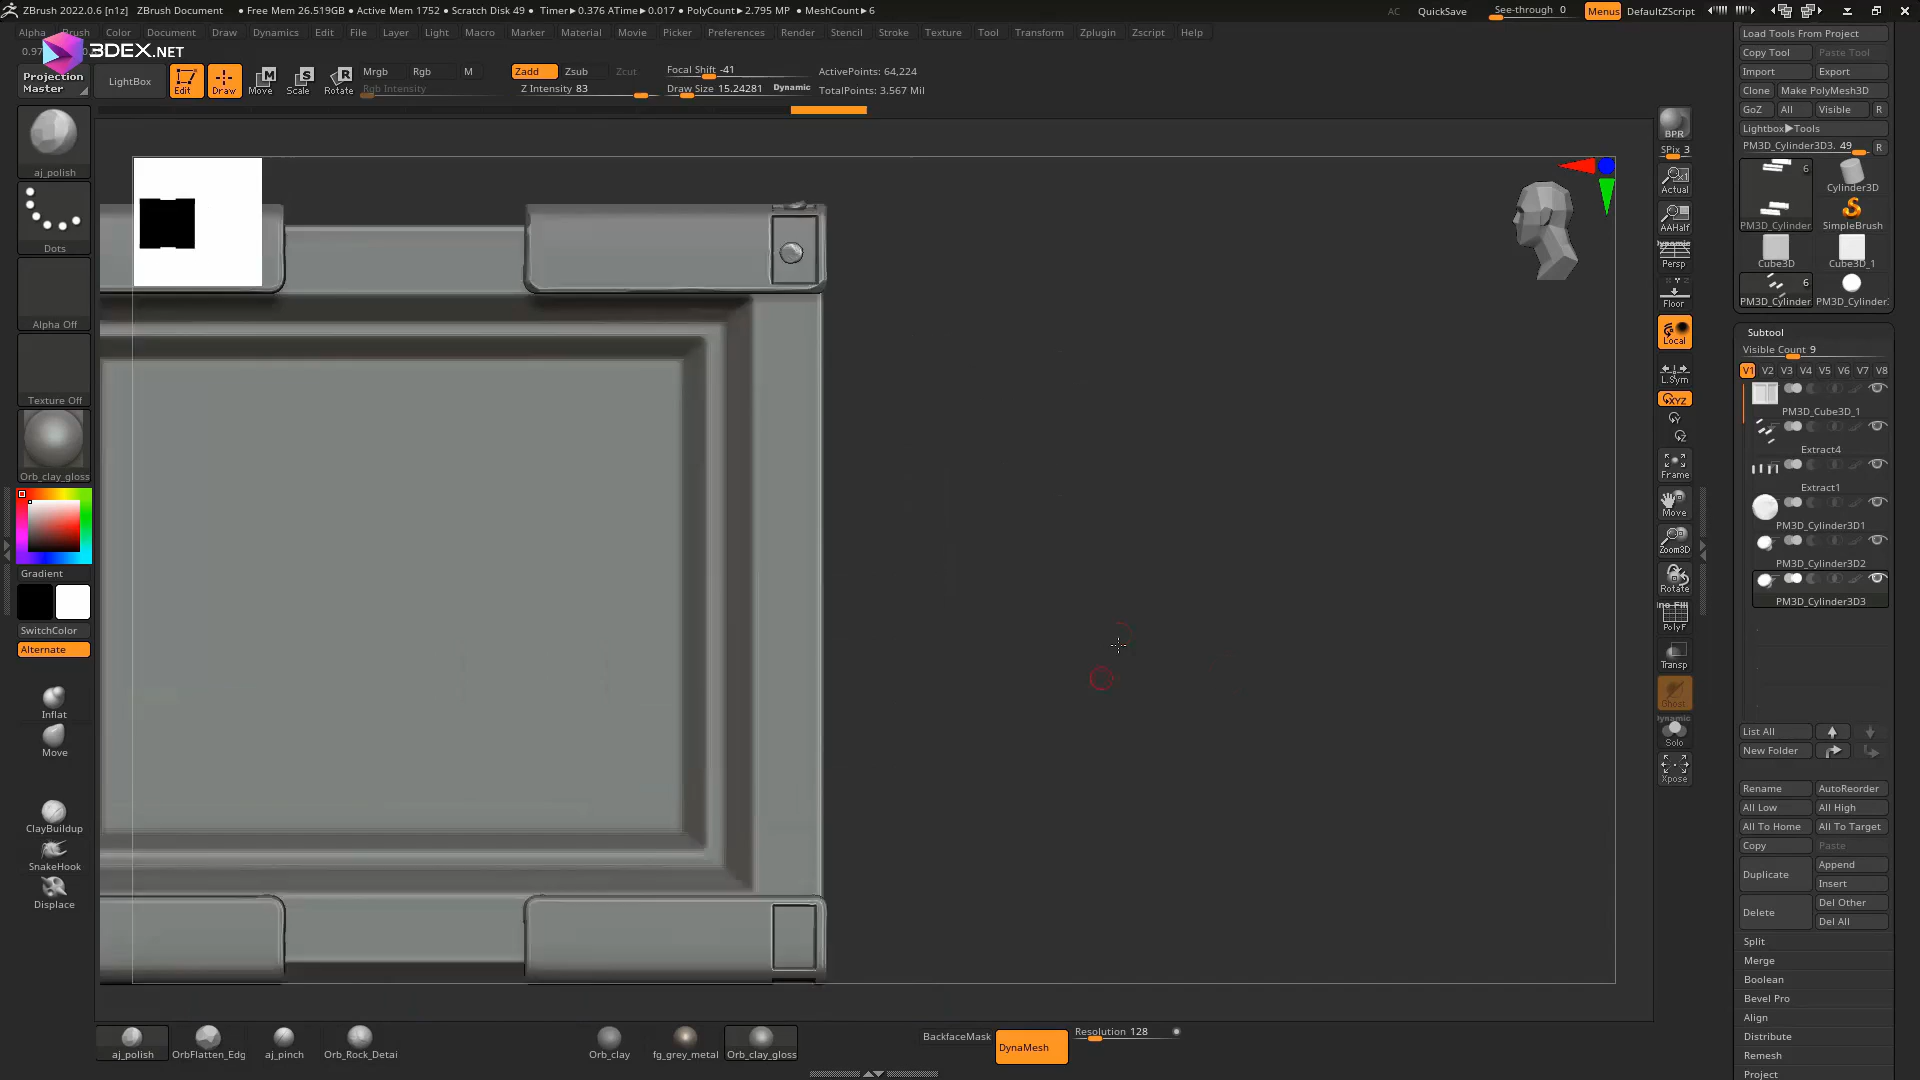 ZBrush 2022.0.6 [n1z] ZBrush Document • Free Mem 26.519GB • Active Mem 1752 • Scratch Disk 49 • Timer▶0.376 ATime▶0.017 • PolyCount▶2.795 MP • MeshCount▶6 AC QuickSave See-through 0 Menus DefaultZScript
Alpha Brush Color Document Draw Dynamics Edit File Layer Light Macro Marker Material Movie Picker Preferences Render Stencil Stroke Texture Tool Transform Zplugin Zscript Help
3DEX.NET
Projection Master
LightBox
Edit Draw Move Scale Rotate
Mrgb Rgb M
Rgb Intensity
Zadd Zsub Zcut
Z Intensity 83
Focal Shift -41
Draw Size 15.24281 Dynamic
ActivePoints: 64,224
TotalPoints: 3.567 Mil
aj_polish
Dots
Alpha Off
Texture Off
Orb_clay_gloss
Gradient
SwitchColor
Alternate
Inflat
Move
ClayBuildup
SnakeHook
Displace
BPR
SPix 3
Actual
AAHalf
Dynamic
Persp
Floor
Local
L.Sym
XYZ
Frame
Move
Zoom3D
Rotate
PolyF
Transp
Ghost
Dynamic
Solo
Xpose
Load Tools From Project
Copy Tool Paste Tool
Import Export
Clone Make PolyMesh3D
GoZ All Visible R
Lightbox▶Tools
PM3D_Cylinder3D3. 49 R
6
Cylinder3D
PM3D_Cylinder SimpleBrush
Cube3D Cube3D_1
6
PM3D_Cylinder PM3D_Cylinder:
Subtool
Visible Count 9
V1 V2 V3 V4 V5 V6 V7 V8
PM3D_Cube3D_1
Extract4
Extract1
PM3D_Cylinder3D1
PM3D_Cylinder3D2
PM3D_Cylinder3D3
List All
New Folder
Rename AutoReorder
All Low All High
All To Home All To Target
Copy Paste
Duplicate Append
Insert
Delete Del Other
Del All
Split
Merge
Boolean
Bevel Pro
Align
Distribute
Remesh
Project
aj_polish OrbFlatten_Edg aj_pinch Orb_Rock_Detai Orb_clay fg_grey_metal Orb_clay_gloss
BackfaceMask DynaMesh Resolution 128